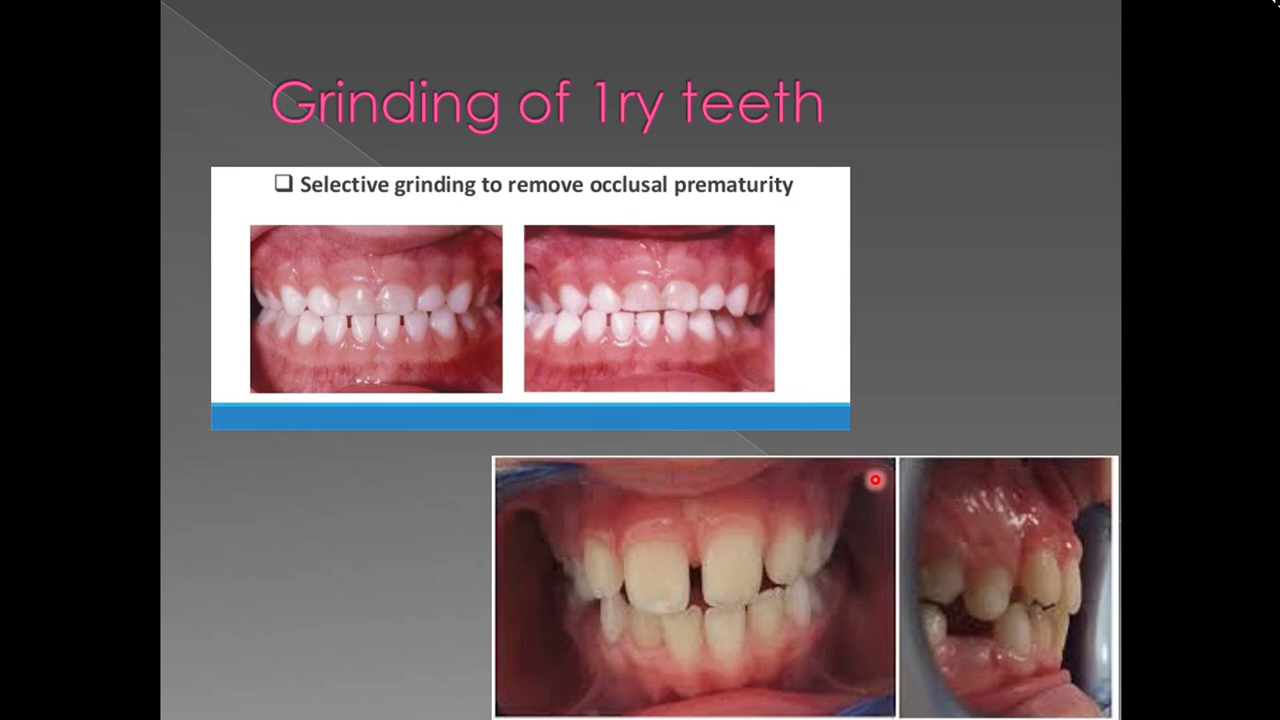 Grinding of 1ry teeth
❑ Selective grinding to remove occlusal prematurity